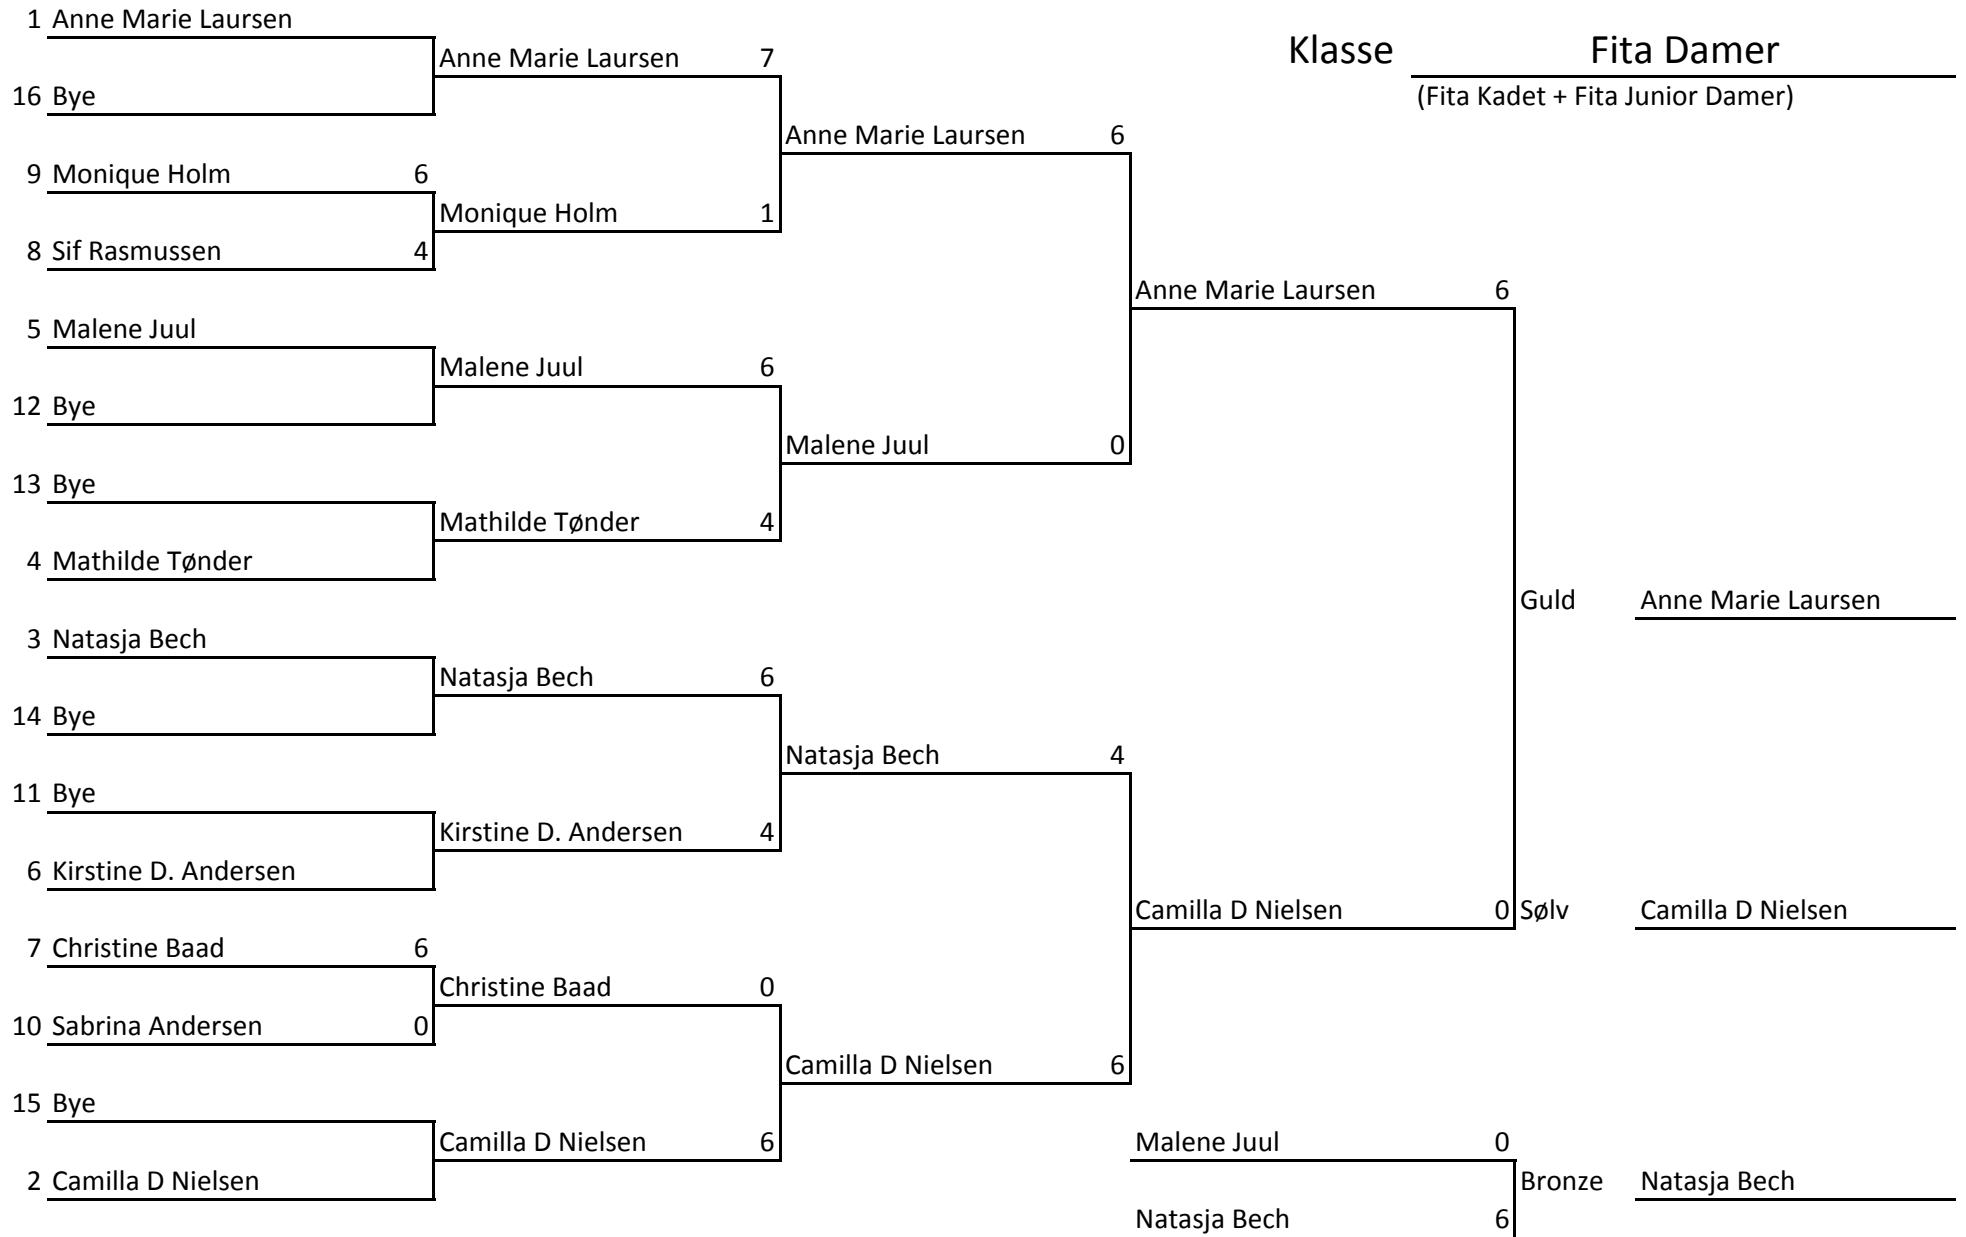 1 Anne Marie Laursen
Klasse Fita Damer
Anne Marie Laursen 7
16 Bye
(Fita Kadet + Fita Junior Damer)
Anne Marie Laursen 6
9 Monique Holm 6
Monique Holm 1
8 Sif Rasmussen 4
Anne Marie Laursen 6
5 Malene Juul
Malene Juul 6
12 Bye
Malene Juul 0
13 Bye
Mathilde Tønder 4
4 Mathilde Tønder
Guld Anne Marie Laursen
3 Natasja Bech
Natasja Bech 6
14 Bye
Natasja Bech 4
11 Bye
Kirstine D. Andersen 4
6 Kirstine D. Andersen
Camilla D Nielsen 0 Sølv Camilla D Nielsen
7 Christine Baad 6
Christine Baad 0
10 Sabrina Andersen 0
Camilla D Nielsen 6
15 Bye
Camilla D Nielsen 6
Malene Juul 0
2 Camilla D Nielsen
Bronze Natasja Bech
Natasja Bech 6